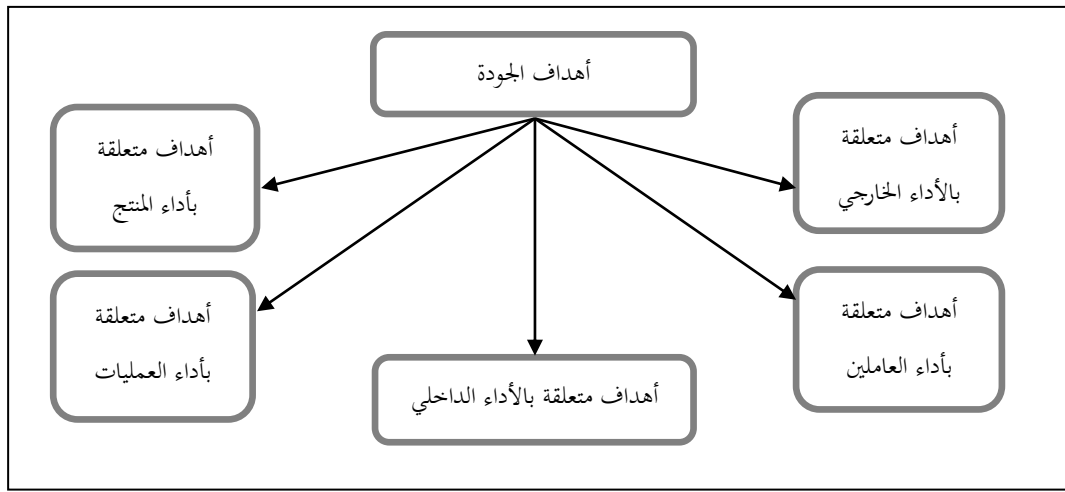 أهداف الجودة
أهداف متعلقة
بالأداء الخارجي
أهداف متعلقة
بأداء المنتج
أهداف متعلقة
بأداء العاملين
أهداف متعلقة
بأداء العمليات
أهداف متعلقة بالأداء الداخلي